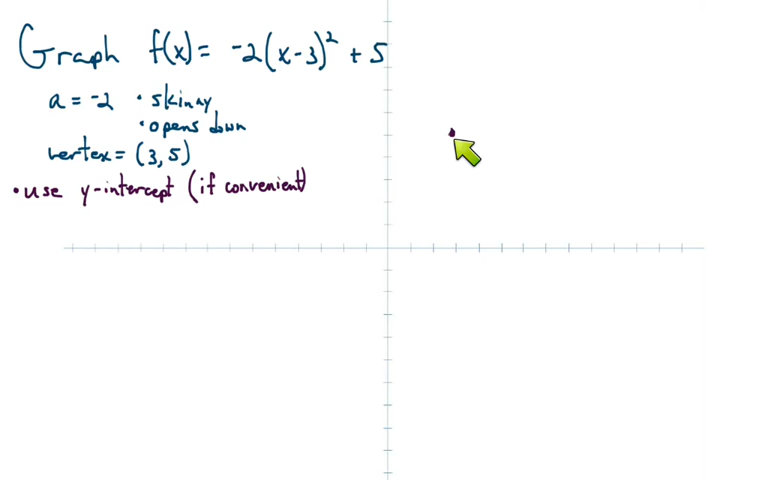 Graph f(x) = -2(x-3)² + 5
a = -2 • skinny
• opens down
vertex = (3, 5)
• use y-intercept (if convenient)